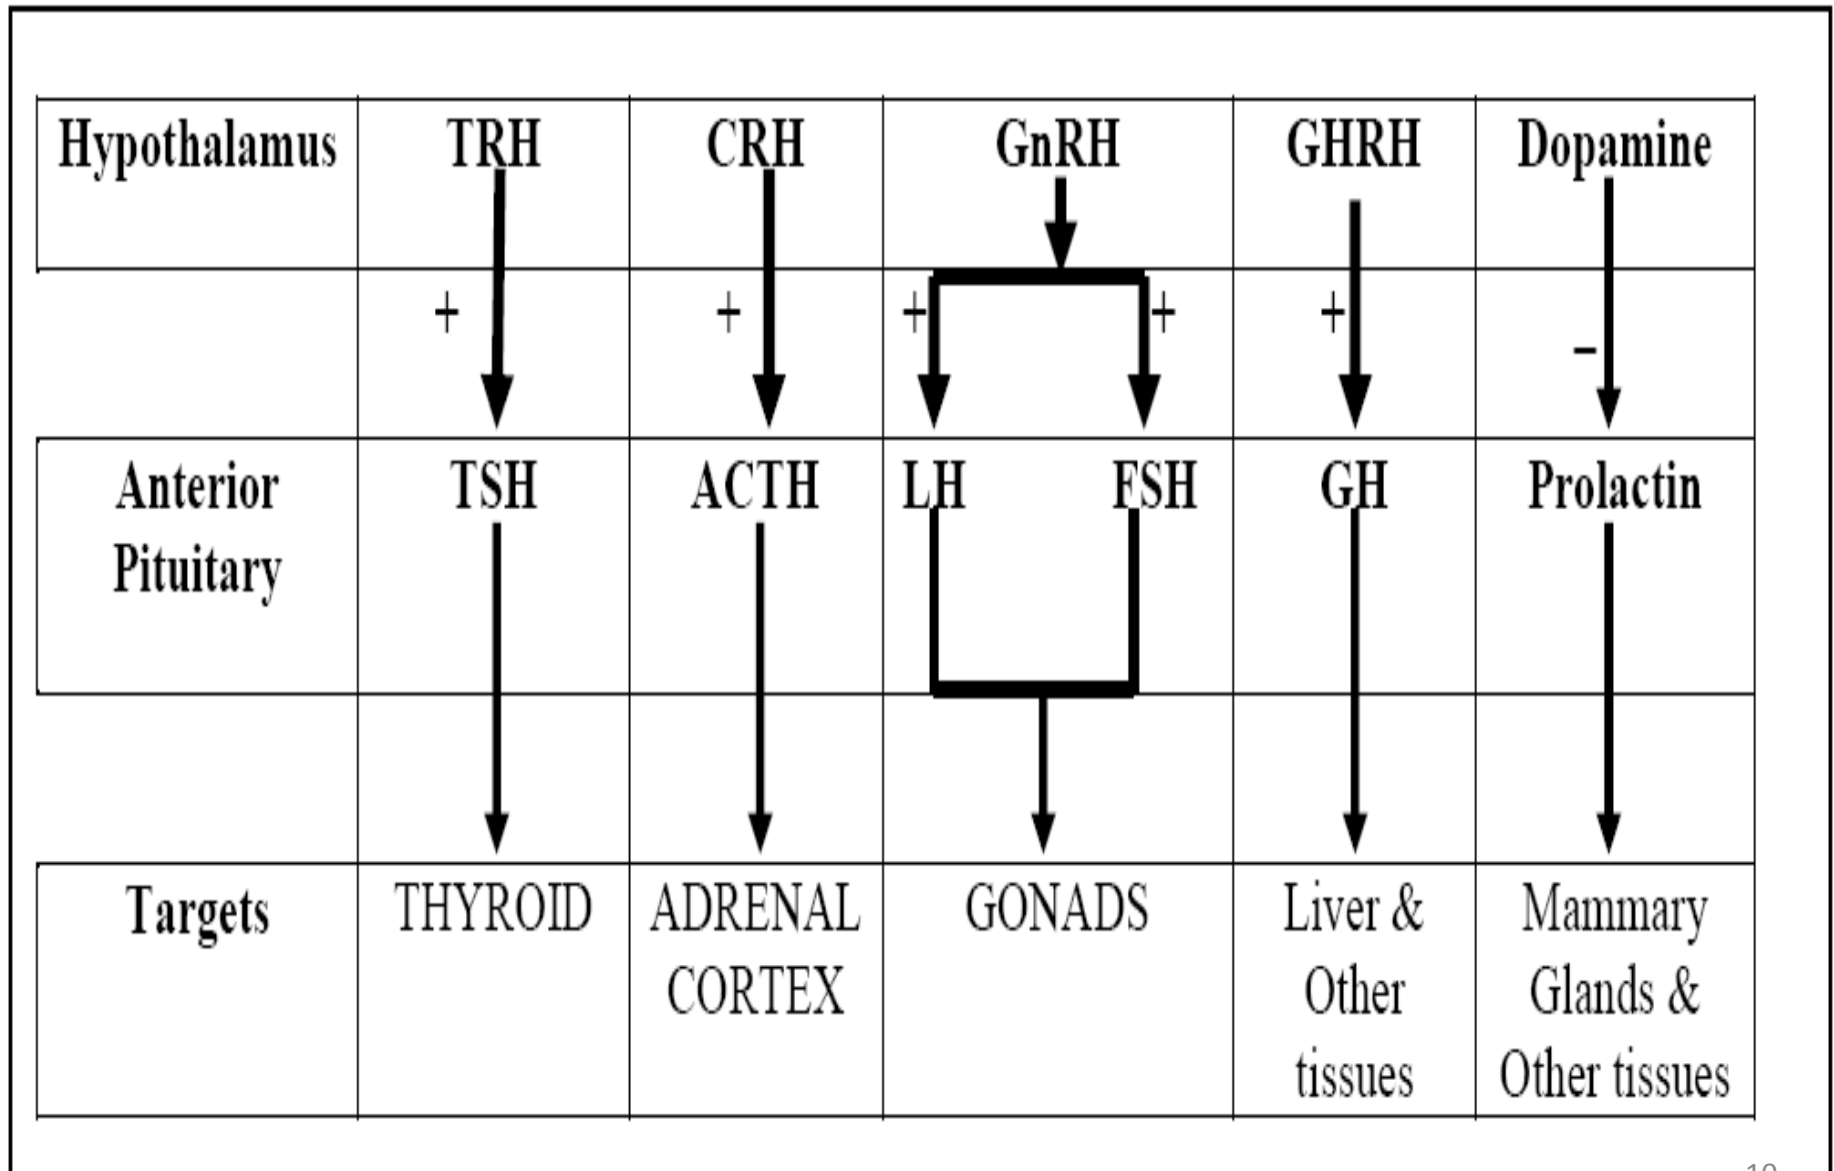 Hypothalamus TRH CRH GnRH GHRH Dopamine
+ + + + + –
Anterior Pituitary TSH ACTH LH FSH GH Prolactin
Targets THYROID ADRENAL CORTEX GONADS Liver & Other tissues Mammary Glands & Other tissues